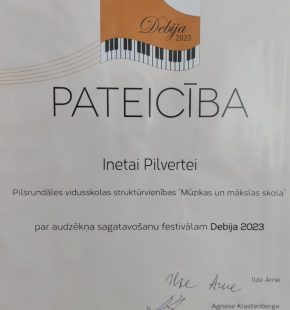 Debija
2023
PATEICĪBA
Inetai Pilvertei
Pilsrundāles vidusskolas struktūrvienības "Mūzikas un mākslas skola"
par audzēkņa sagatavošanu festivālam Debija 2023
Ilze Arne
Ilze Arne
Agnese Krastenberga